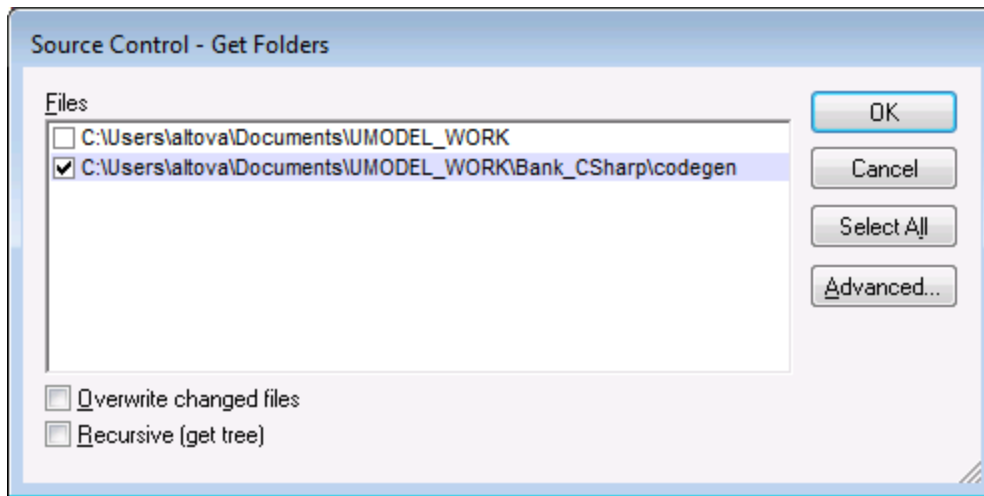 Source Control - Get Folders
Files
C:\Users\altova\Documents\UMODEL_WORK
C:\Users\altova\Documents\UMODEL_WORK\Bank_CSharp\codegen
OK
Cancel
Select All
Advanced...
Overwrite changed files
Recursive (get tree)